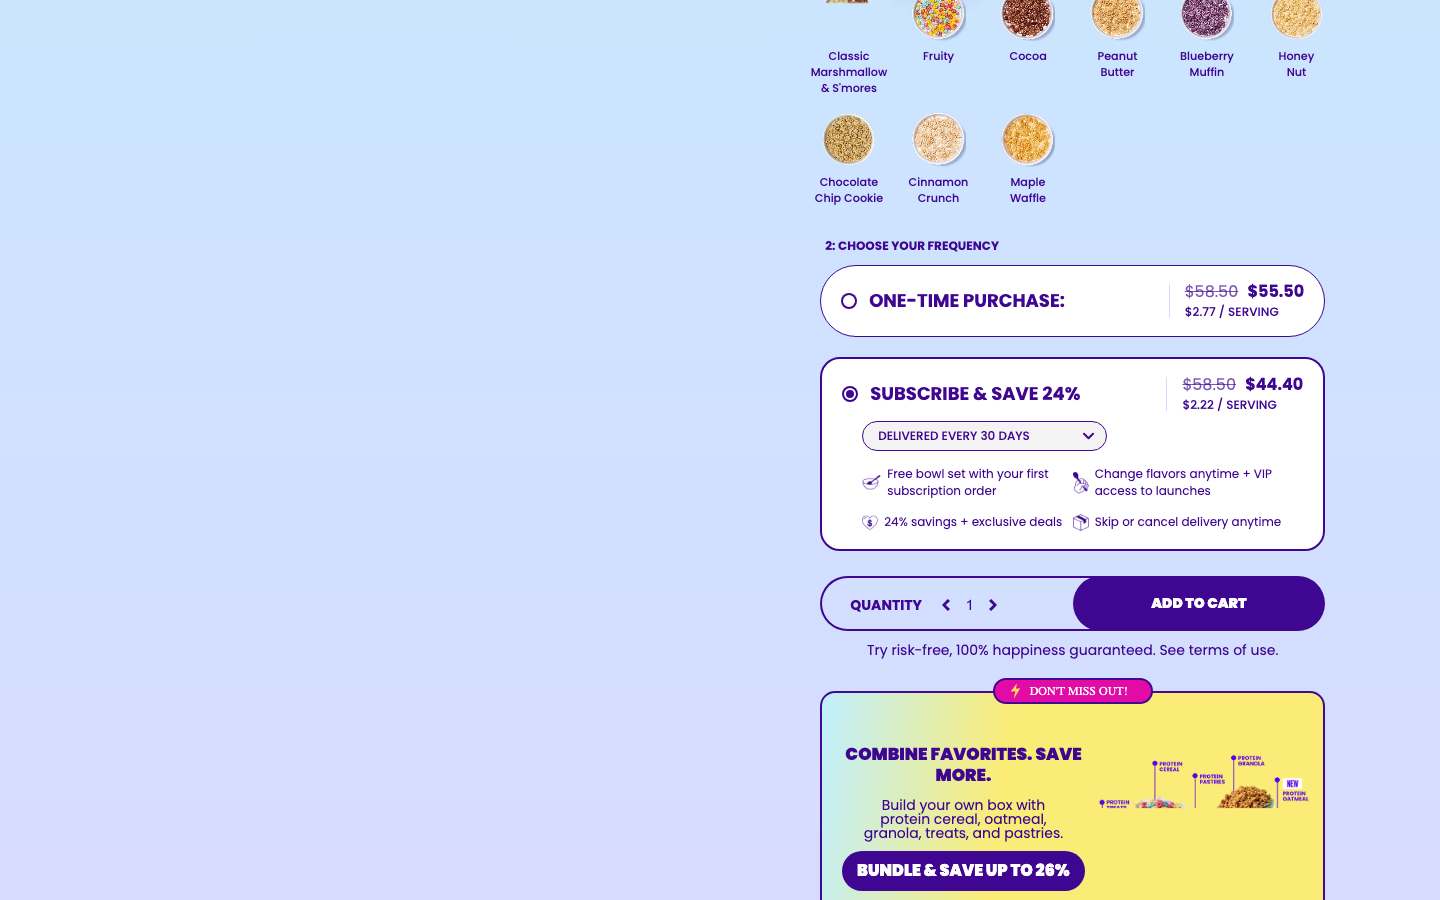 Classic
Marshmallow
& S'mores
Fruity
Cocoa
Peanut
Butter
Blueberry
Muffin
Honey
Nut
Chocolate
Chip Cookie
Cinnamon
Crunch
Maple
Waffle
2: CHOOSE YOUR FREQUENCY
ONE-TIME PURCHASE:
$58.50 $55.50
$2.77 / SERVING
SUBSCRIBE & SAVE 24%
$58.50 $44.40
$2.22 / SERVING
DELIVERED EVERY 30 DAYS
Free bowl set with your first
subscription order
Change flavors anytime + VIP
access to launches
24% savings + exclusive deals
Skip or cancel delivery anytime
QUANTITY 1
ADD TO CART
Try risk-free, 100% happiness guaranteed. See terms of use.
DON'T MISS OUT!
COMBINE FAVORITES. SAVE
MORE.
Build your own box with
protein cereal, oatmeal,
granola, treats, and pastries.
BUNDLE & SAVE UP TO 26%
PROTEIN
CEREAL
PROTEIN
PASTRIES
PROTEIN
GRANOLA
NEW
PROTEIN
OATMEAL
PROTEIN